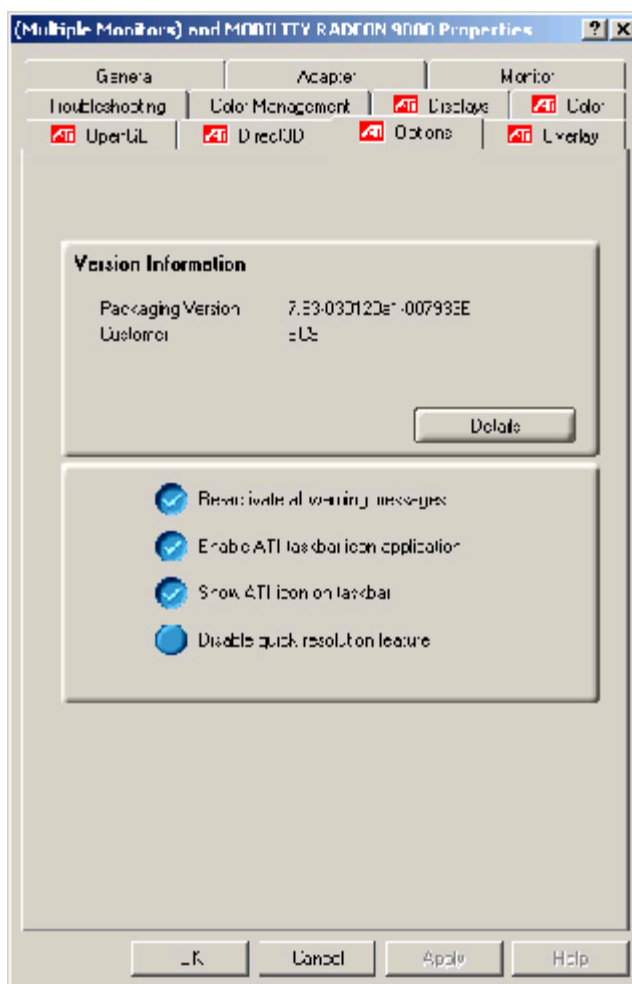 (Multiple Monitors) and MOBILITY RADEON 9000 Properties ? X
General Adapter Monitor
Troubleshooting Color Management ATI Displays ATI Color
ATI OpenGL ATI Direct3D ATI Options ATI Overlay
Version Information
Packaging Version
Customer
Details
Reactivate all warning messages
Enable ATI taskbar icon application
Show ATI icon on taskbar
Disable quick resolution feature
OK Cancel Apply Help